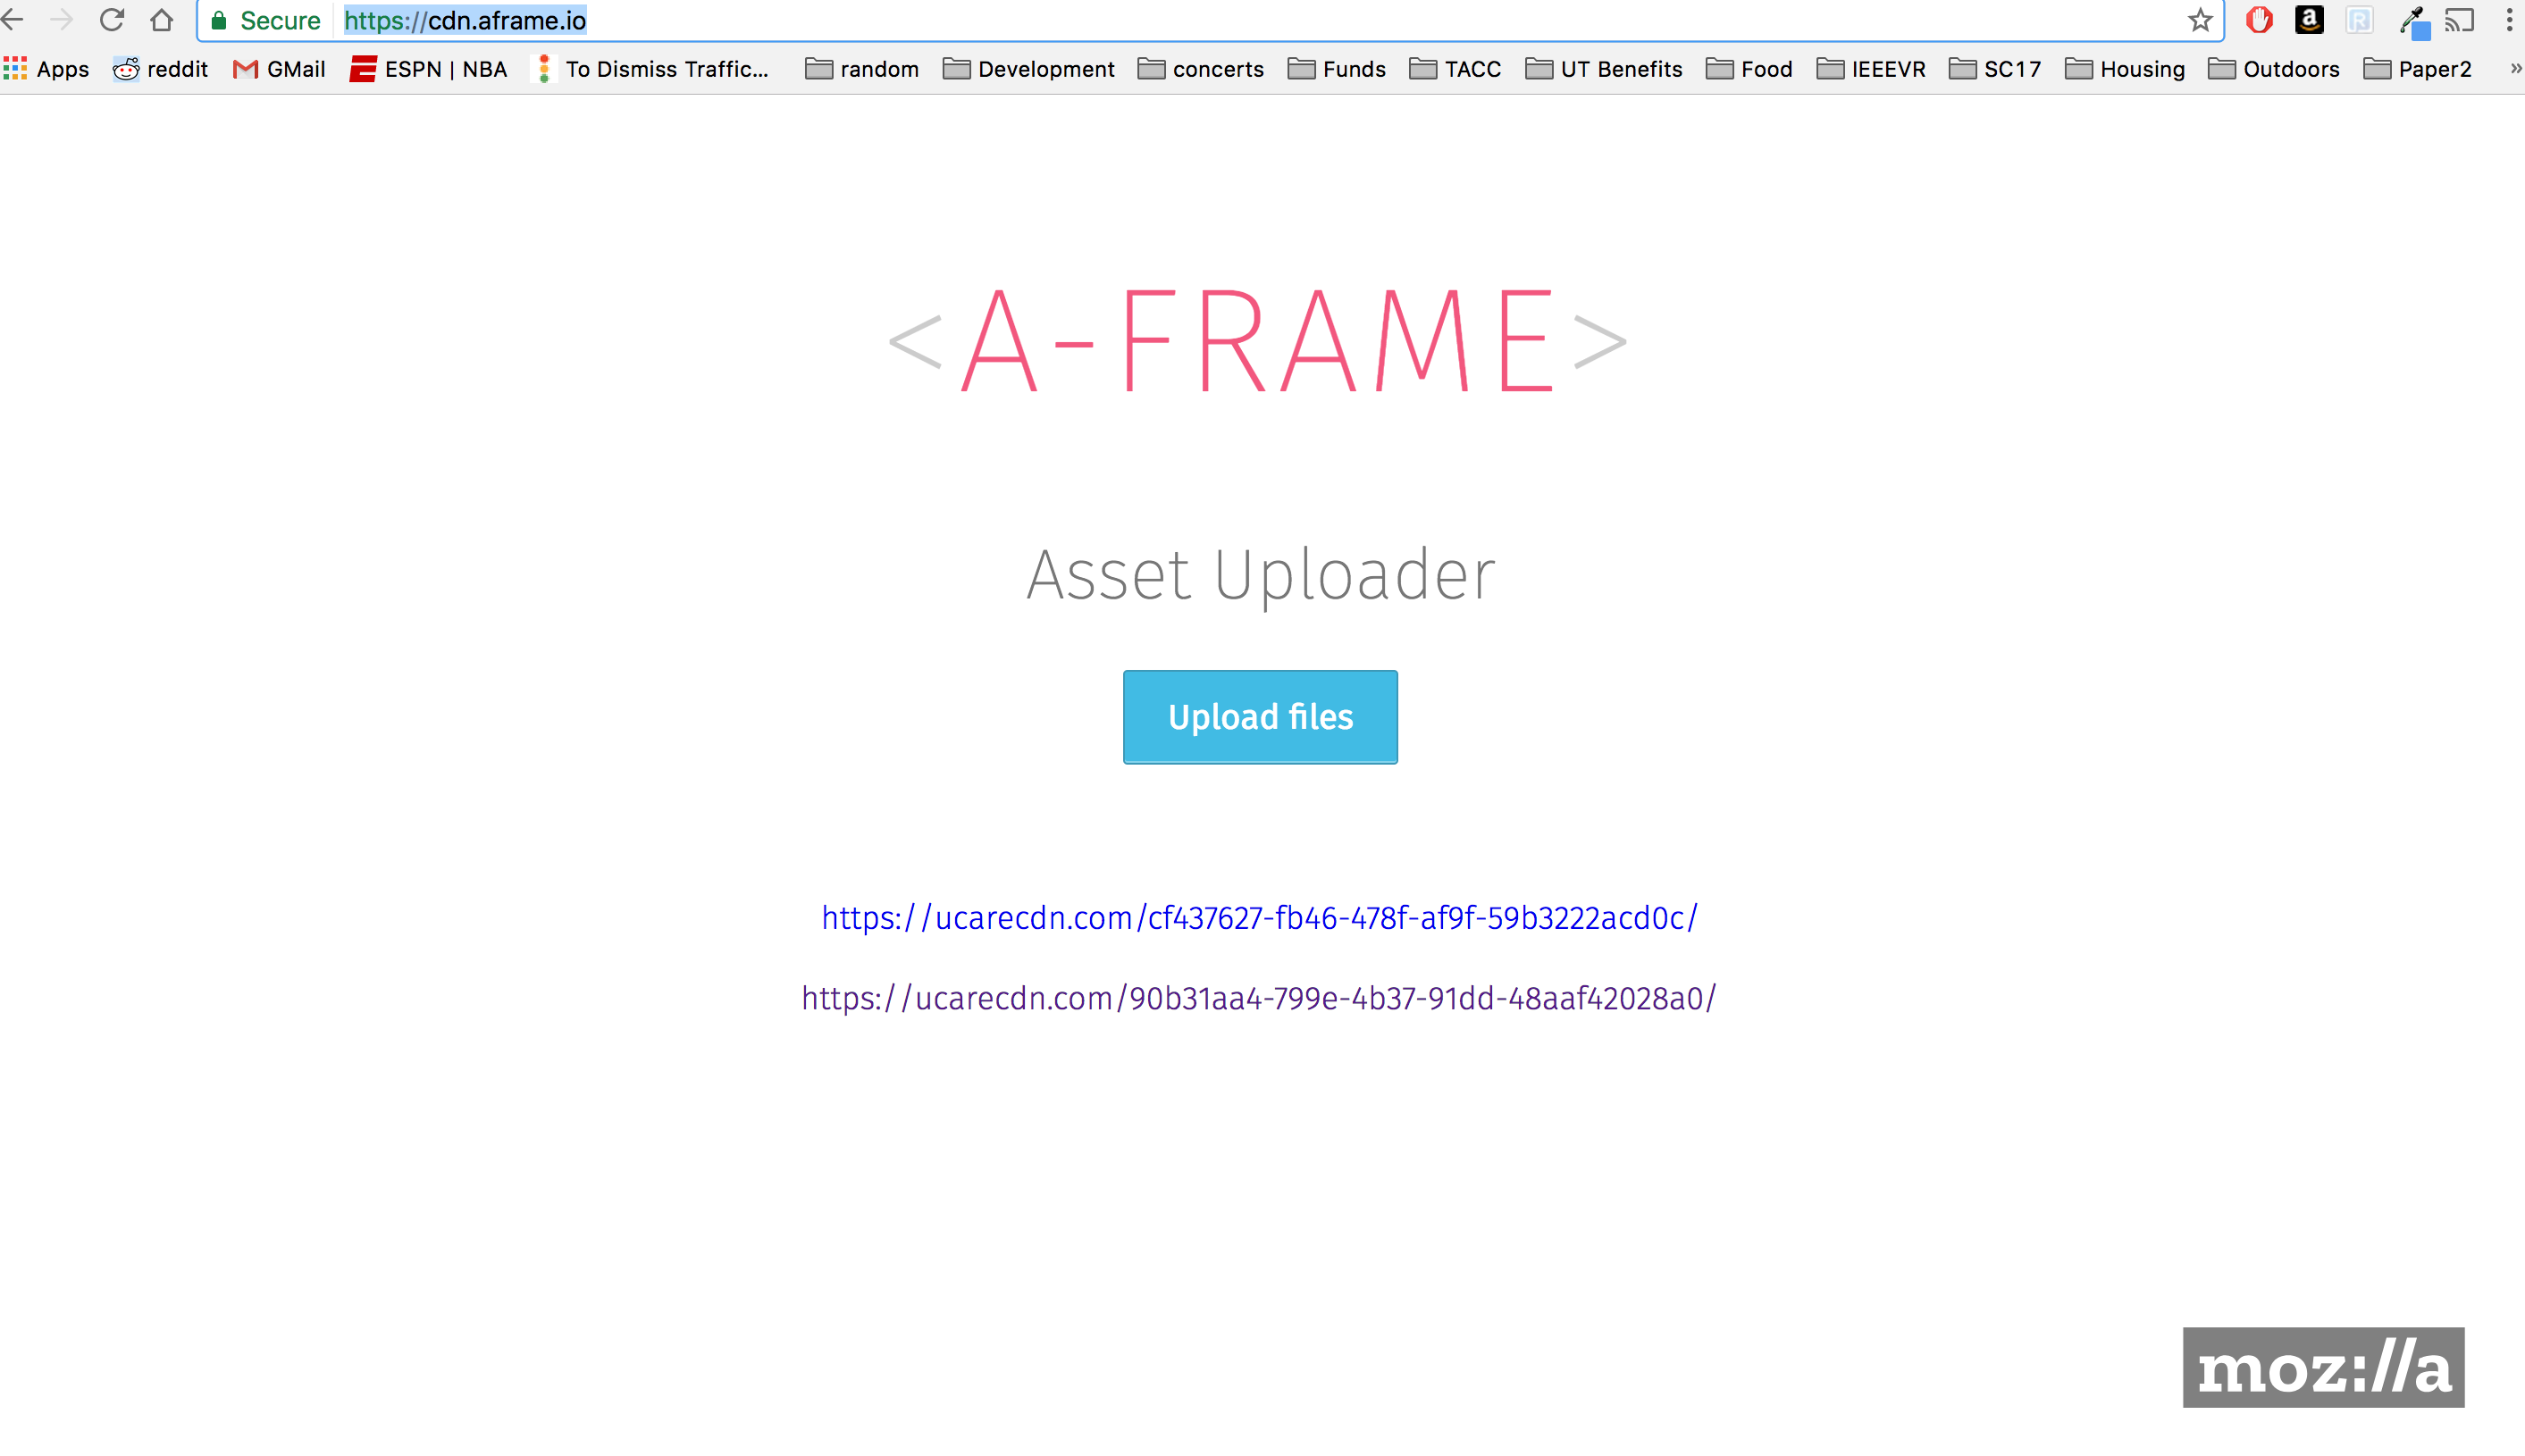 Secure https://cdn.aframe.io
Apps reddit GMail ESPN | NBA To Dismiss Traffic... random Development concerts Funds TACC UT Benefits Food IEEEVR SC17 Housing Outdoors Paper2 »
<A-FRAME>
Asset Uploader
Upload files
https://ucarecdn.com/cf437627-fb46-478f-af9f-59b3222acd0c/
https://ucarecdn.com/90b31aa4-799e-4b37-91dd-48aaf42028a0/
moz://a